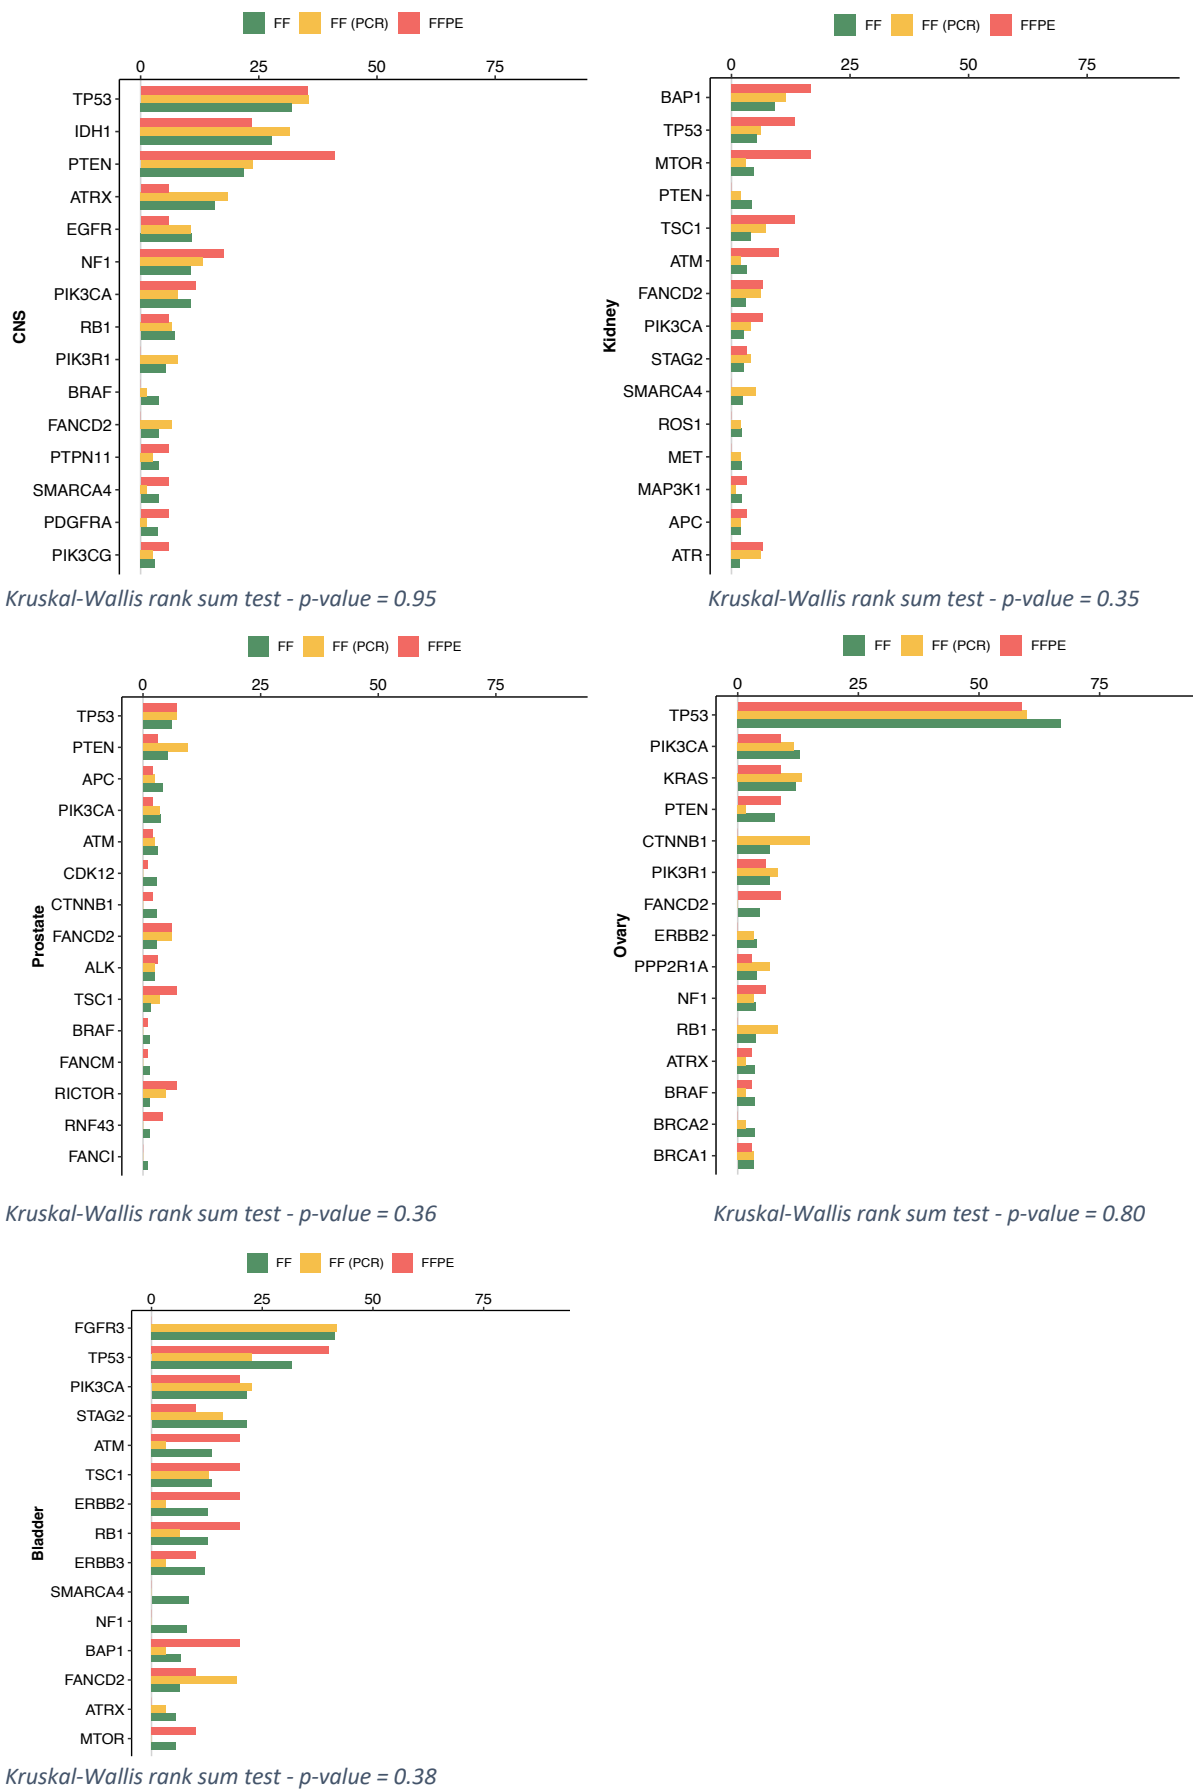 FF FF (PCR) FFPE
0 25 50 75
TP53
IDH1
PTEN
ATRX
EGFR
NF1
PIK3CA
RB1
PIK3R1
BRAF
FANCD2
PTPN11
SMARCA4
PDGFRA
PIK3CG
CNS
Kruskal-Wallis rank sum test - p-value = 0.95
FF FF (PCR) FFPE
0 25 50 75
BAP1
TP53
MTOR
PTEN
TSC1
ATM
FANCD2
PIK3CA
STAG2
SMARCA4
ROS1
MET
MAP3K1
APC
ATR
Kidney
Kruskal-Wallis rank sum test - p-value = 0.35
FF FF (PCR) FFPE
0 25 50 75
TP53
PTEN
APC
PIK3CA
ATM
CDK12
CTNNB1
FANCD2
ALK
TSC1
BRAF
FANCM
RICTOR
RNF43
FANCI
Prostate
Kruskal-Wallis rank sum test - p-value = 0.36
FF FF (PCR) FFPE
0 25 50 75
TP53
PIK3CA
KRAS
PTEN
CTNNB1
PIK3R1
FANCD2
ERBB2
PPP2R1A
NF1
RB1
ATRX
BRAF
BRCA2
BRCA1
Ovary
Kruskal-Wallis rank sum test - p-value = 0.80
FF FF (PCR) FFPE
0 25 50 75
FGFR3
TP53
PIK3CA
STAG2
ATM
TSC1
ERBB2
RB1
ERBB3
SMARCA4
NF1
BAP1
FANCD2
ATRX
MTOR
Bladder
Kruskal-Wallis rank sum test - p-value = 0.38